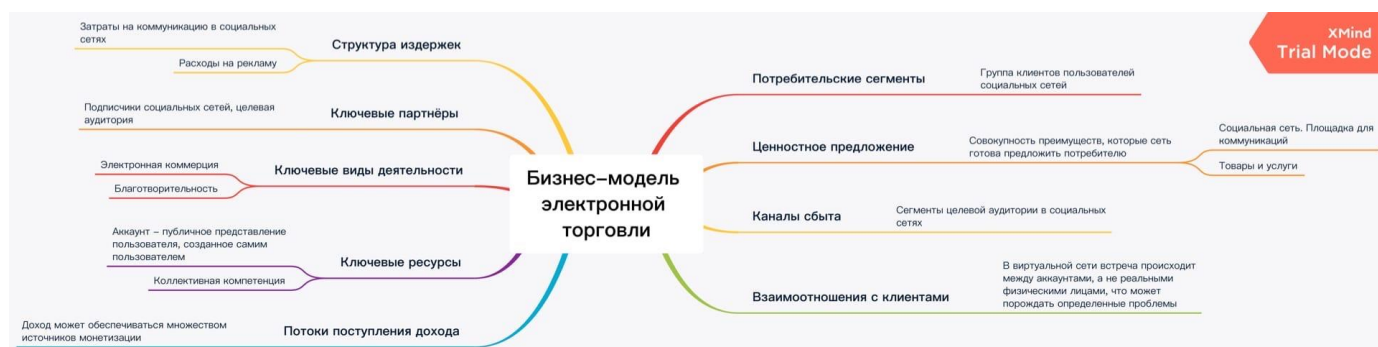 XMind
Trial Mode
Бизнес–модель
электронной
торговли
Структура издержек
Затраты на коммуникацию в социальных
сетях
Расходы на рекламу
Ключевые партнёры
Подписчики социальных сетей, целевая
аудитория
Ключевые виды деятельности
Электронная коммерция
Благотворительность
Ключевые ресурсы
Аккаунт – публичное представление
пользователя, созданное самим
пользователем
Коллективная компетенция
Потоки поступления дохода
Доход может обеспечиваться множеством
источников монетизации
Потребительские сегменты
Группа клиентов пользователей
социальных сетей
Ценностное предложение
Совокупность преимуществ, которые сеть
готова предложить потребителю
Социальная сеть. Площадка для
коммуникаций
Товары и услуги
Каналы сбыта
Сегменты целевой аудитории в социальных
сетях
Взаимоотношения с клиентами
В виртуальной сети встреча происходит
между аккаунтами, а не реальными
физическими лицами, что может
порождать определенные проблемы